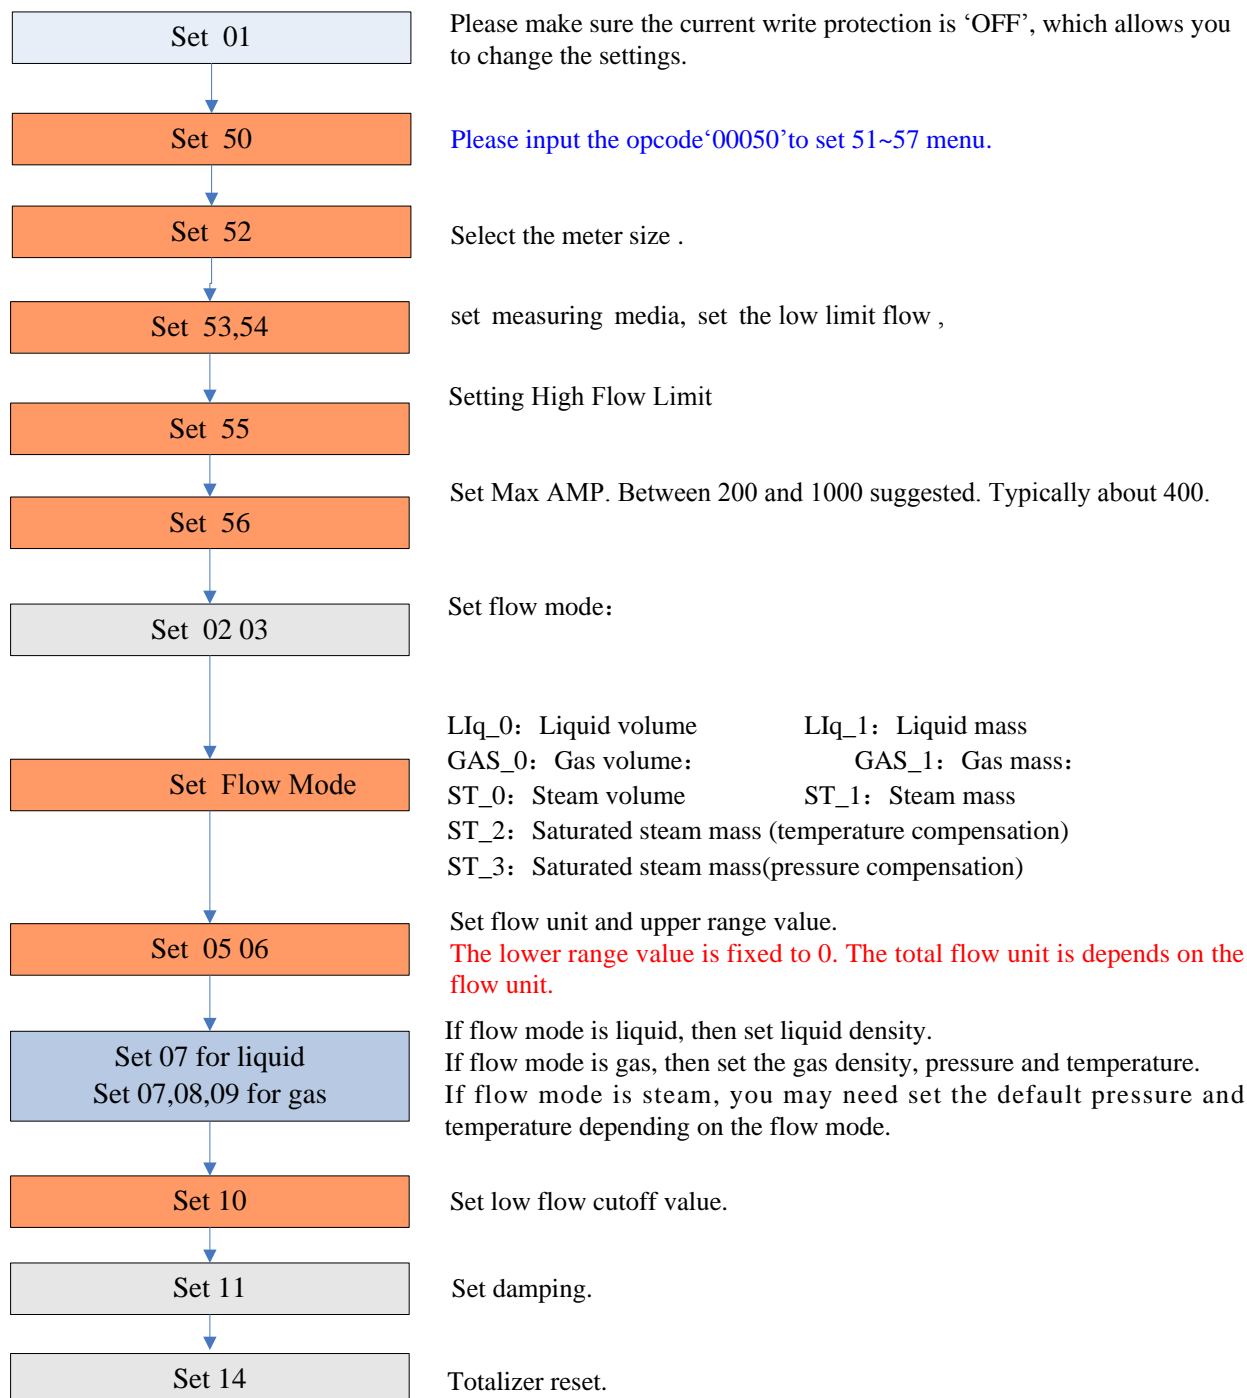 Set 01
Please make sure the current write protection is ‘OFF’, which allows you
to change the settings.
Set 50
Please input the opcode‘00050’to set 51~57 menu.
Set 52
Select the meter size .
Set 53,54
set measuring media, set the low limit flow ,
Setting High Flow Limit
Set 55
Set Max AMP. Between 200 and 1000 suggested. Typically about 400.
Set 56
Set flow mode：
Set 02 03
LIq_0：Liquid volume LIq_1：Liquid mass
GAS_0：Gas volume： GAS_1：Gas mass：
Set Flow Mode
ST_0：Steam volume ST_1：Steam mass
ST_2：Saturated steam mass (temperature compensation)
ST_3：Saturated steam mass(pressure compensation)
Set 05 06
Set flow unit and upper range value.
The lower range value is fixed to 0. The total flow unit is depends on the
flow unit.
Set 07 for liquid
Set 07,08,09 for gas
If flow mode is liquid, then set liquid density.
If flow mode is gas, then set the gas density, pressure and temperature.
If flow mode is steam, you may need set the default pressure and
temperature depending on the flow mode.
Set 10
Set low flow cutoff value.
Set 11
Set damping.
Set 14
Totalizer reset.